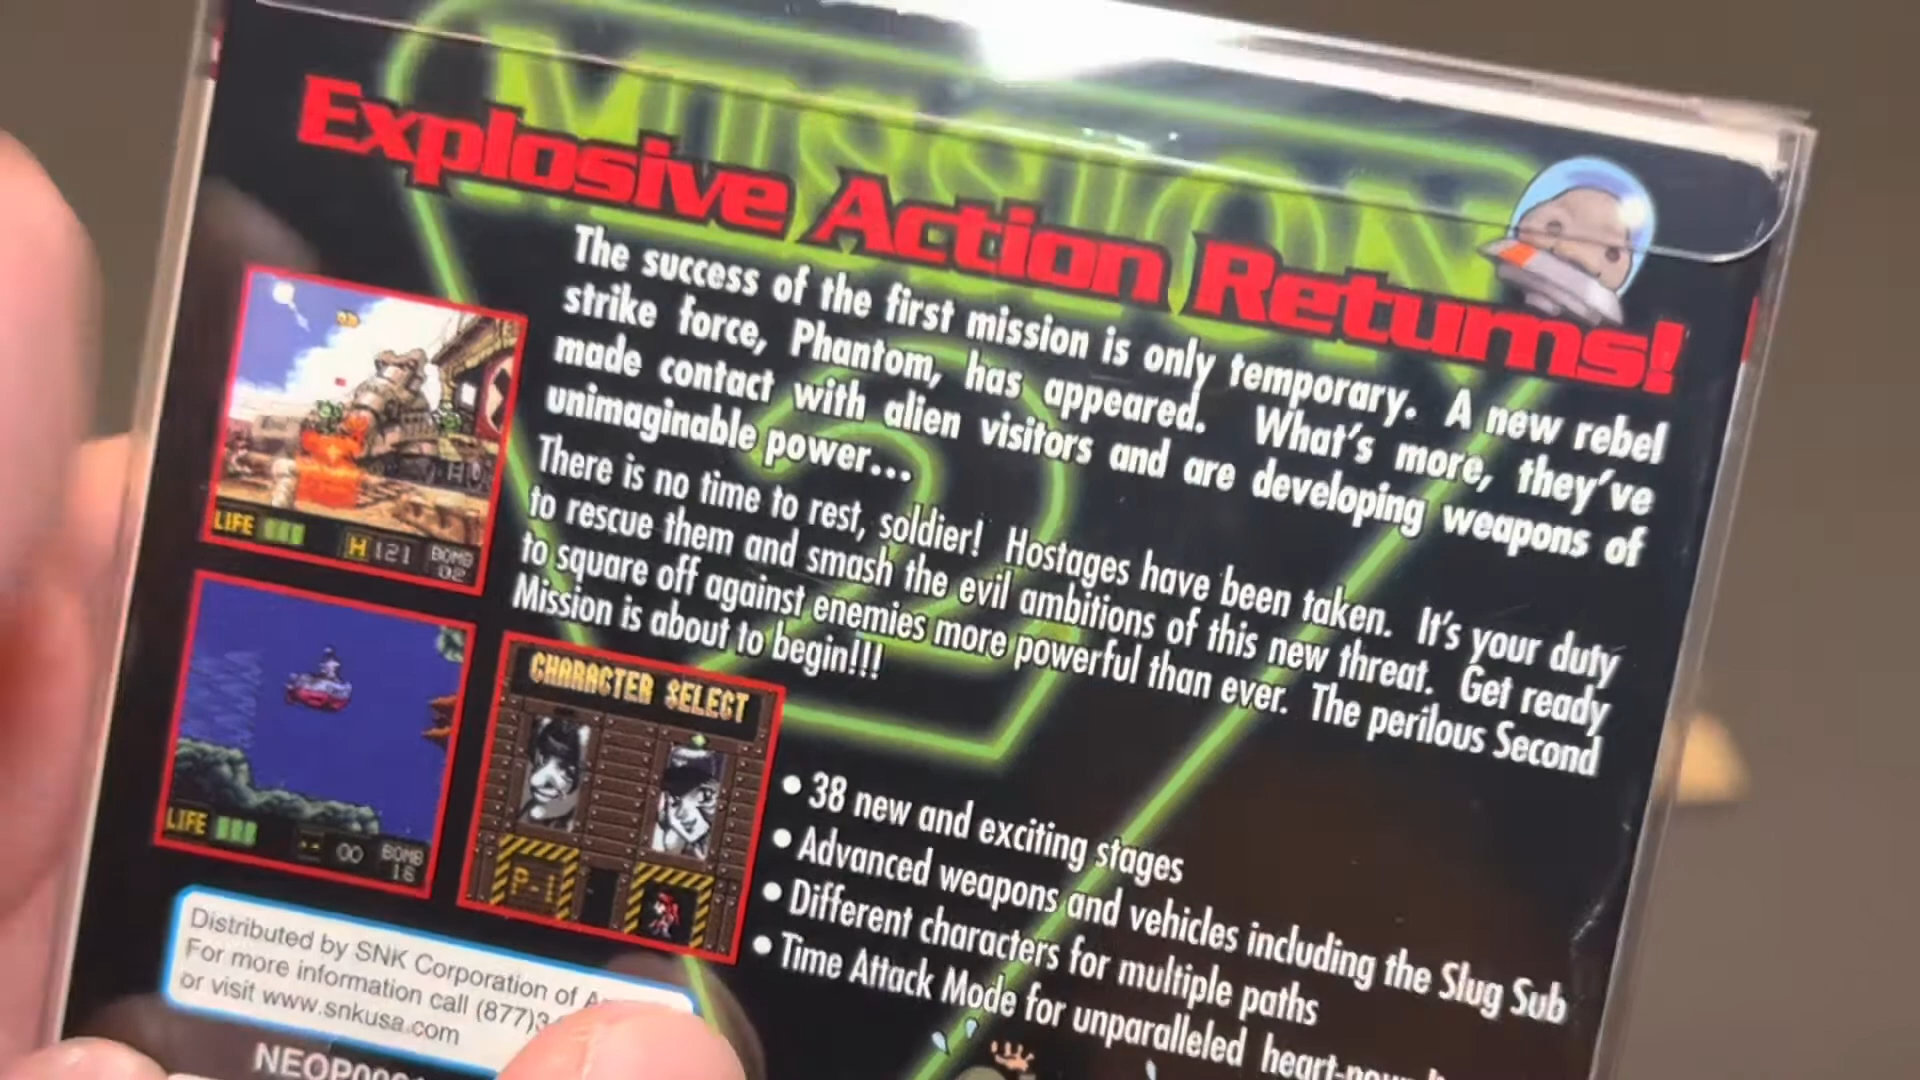 MISSION
2
Explosive Action Returns!
The success of the first mission is only temporary. A new rebel
strike force, Phantom, has appeared. What's more, they've
made contact with alien visitors and are developing weapons of
unimaginable power...
There is no time to rest, soldier! Hostages have been taken. It's your duty
to rescue them and smash the evil ambitions of this new threat. Get ready
to square off against enemies more powerful than ever. The perilous Second
Mission is about to begin!!!
LIFE
H 121
BOMB
02
LIFE
00
BOMB
16
CHARACTER SELECT
P-1
• 38 new and exciting stages
• Advanced weapons and vehicles including the Slug Sub
• Different characters for multiple paths
• Time Attack Mode for unparalleled
Distributed by SNK Corporation of
For more information call (877)
or visit www.snkusa.com